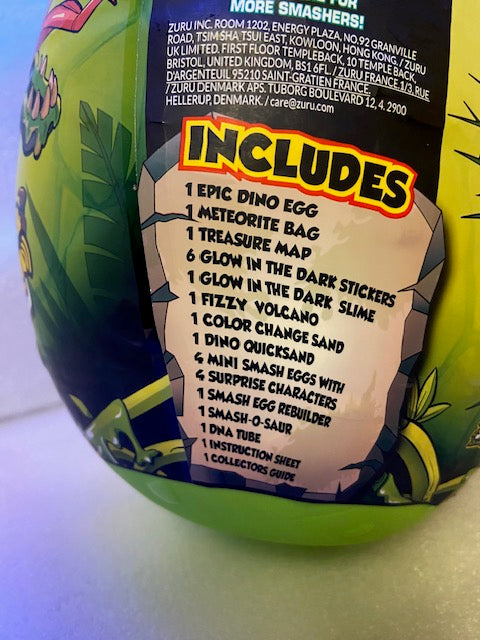 MORE SMASHERS!
ZURU INC. ROOM 1202, ENERGY PLAZA, NO.92 GRANVILLE
ROAD, TSIM SHA TSUI EAST, KOWLOON, HONG KONG. / ZURU
UK LIMITED. FIRST FLOOR TEMPLEBACK, 10 TEMPLE BACK,
BRISTOL, UNITED KINGDOM, BS1 6FL. / ZURU FRANCE.1/3, RUE
D'ARGENTEUIL 95210 SAINT-GRATIEN FRANCE.
/ ZURU DENMARK APS. TUBORG BOULEVARD 12, 4. 2900
HELLERUP, DENMARK. / care@zuru.com
INCLUDES
1 EPIC DINO EGG
1 METEORITE BAG
1 TREASURE MAP
6 GLOW IN THE DARK STICKERS
1 GLOW IN THE DARK SLIME
1 FIZZY VOLCANO
1 COLOR CHANGE SAND
1 DINO QUICKSAND
4 MINI SMASH EGGS WITH
4 SURPRISE CHARACTERS
1 SMASH EGG REBUILDER
1 SMASH-O-SAUR
1 DNA TUBE
1 INSTRUCTION SHEET
1 COLLECTORS GUIDE